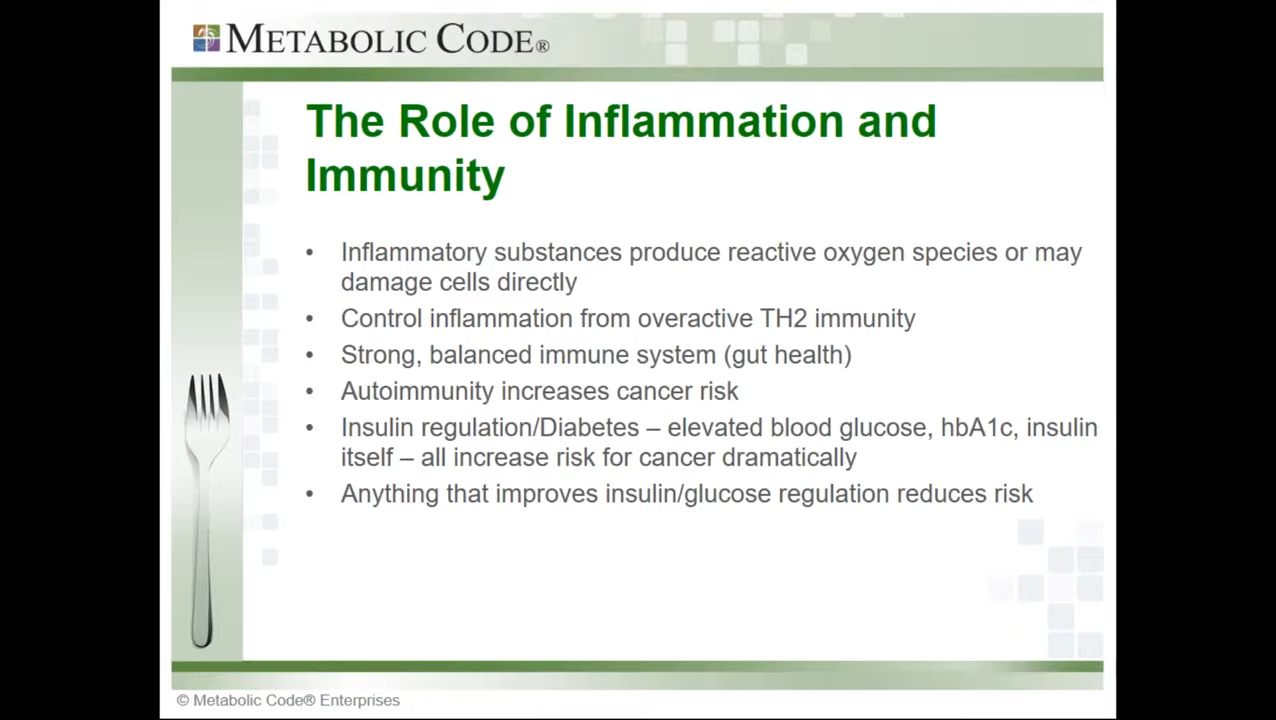 METABOLIC CODE®
The Role of Inflammation and
Immunity
• Inflammatory substances produce reactive oxygen species or may
damage cells directly
• Control inflammation from overactive TH2 immunity
• Strong, balanced immune system (gut health)
• Autoimmunity increases cancer risk
• Insulin regulation/Diabetes – elevated blood glucose, hbA1c, insulin
itself – all increase risk for cancer dramatically
• Anything that improves insulin/glucose regulation reduces risk
© Metabolic Code® Enterprises